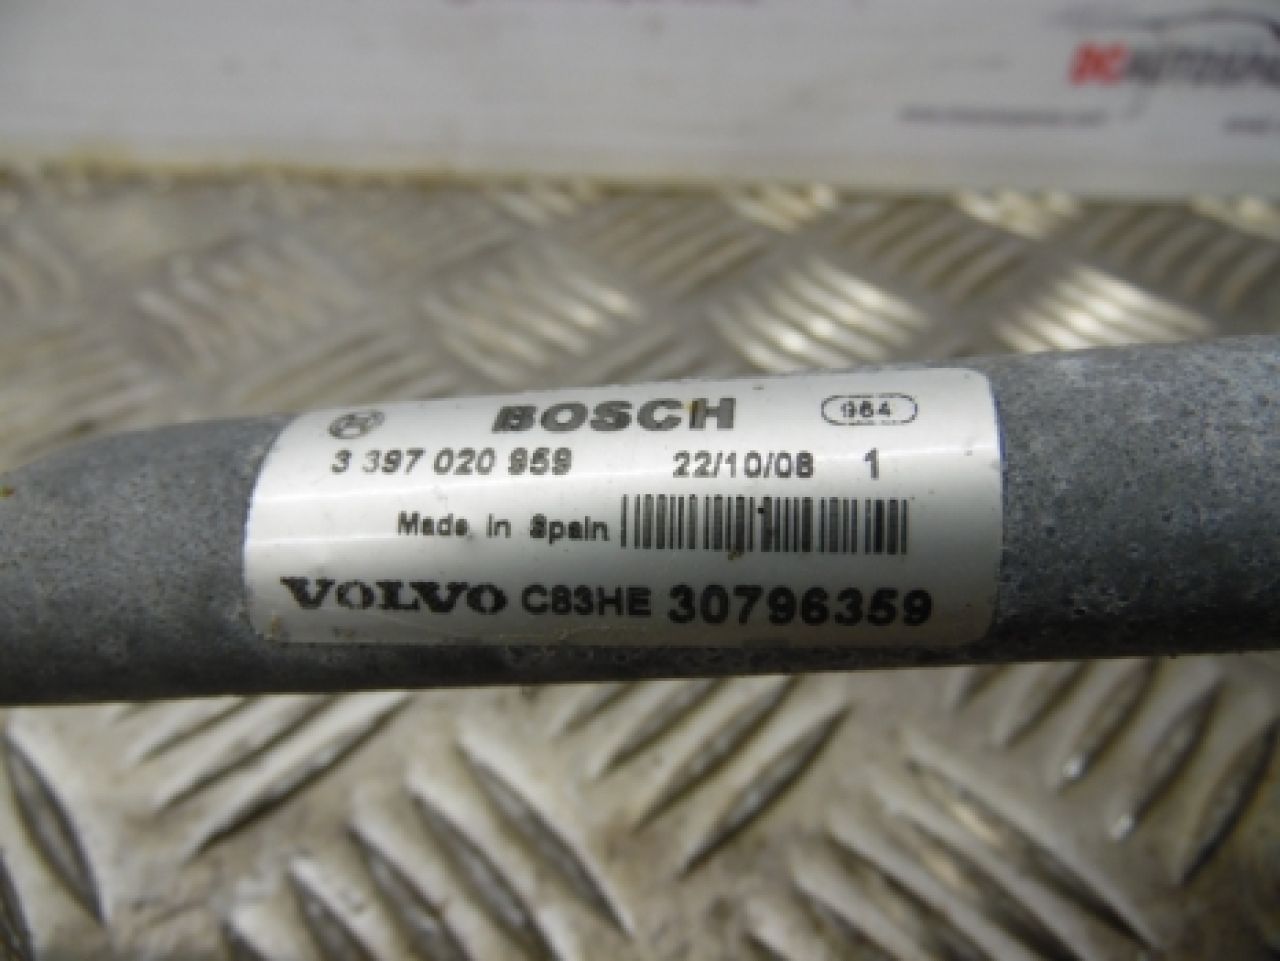 BOSCH 984
3 397 020 959 22/10/08 1
Made in Spain
VOLVO C83HE 30796359